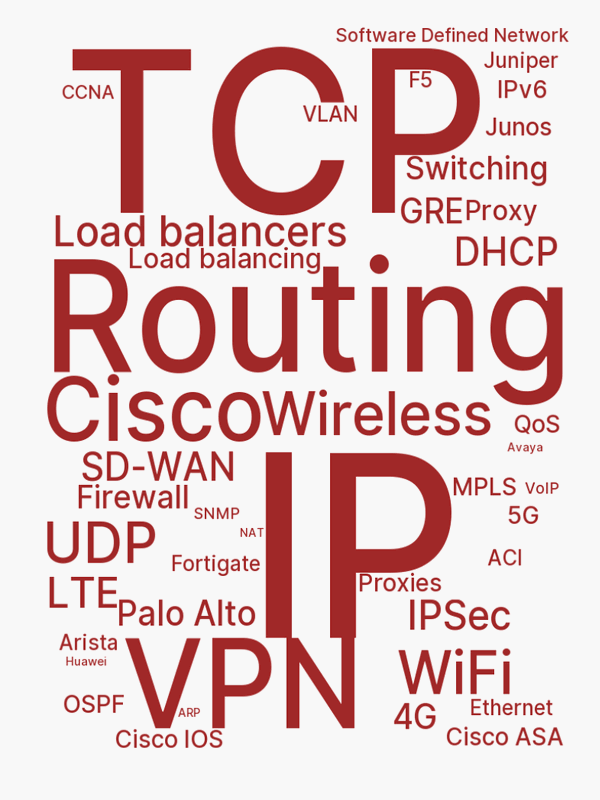 Software Defined Network
TCP
Juniper
F5
CCNA
IPv6
VLAN
Junos
Switching
GRE
Proxy
Load balancers
DHCP
Load balancing
Routing
Cisco
Wireless
QoS
Avaya
SD-WAN
IP
MPLS
VoIP
Firewall
SNMP
5G
NAT
UDP
ACI
Fortigate
Proxies
LTE
Palo Alto
IPSec
Arista
VPN
Huawei
WiFi
OSPF
ARP
4G
Ethernet
Cisco IOS
Cisco ASA